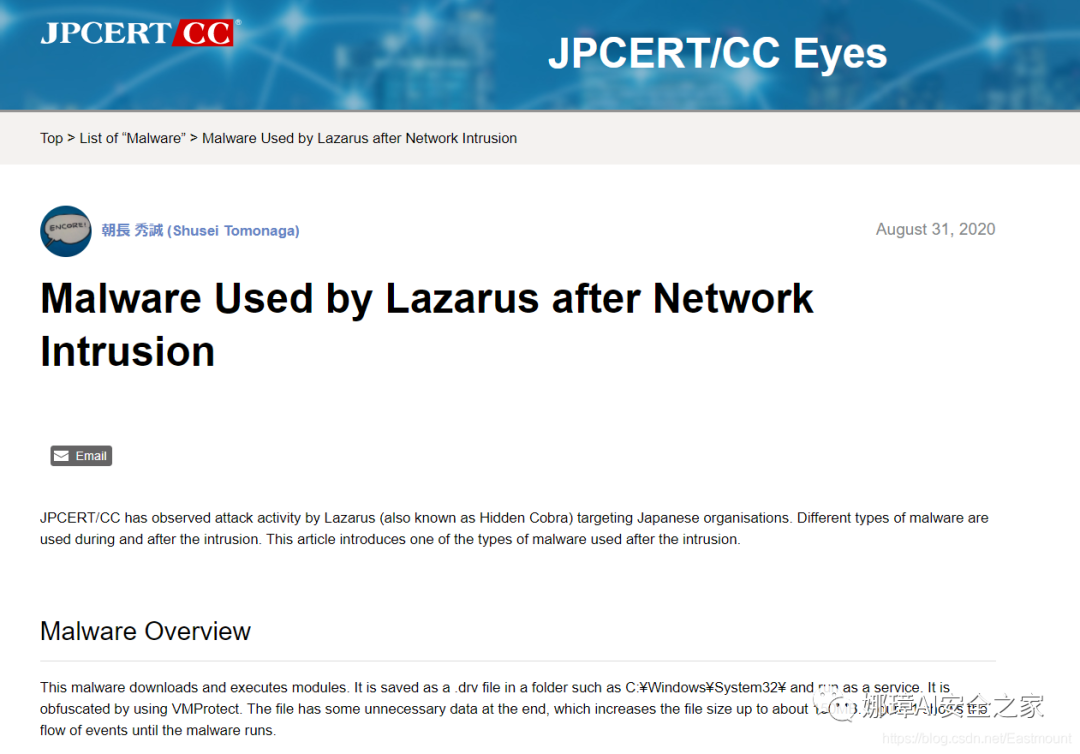 JPCERT CC®
JPCERT/CC Eyes
Top > List of “Malware” > Malware Used by Lazarus after Network Intrusion
ENCORE!
朝長 秀誠 (Shusei Tomonaga)
August 31, 2020
Malware Used by Lazarus after Network
Intrusion
Email
JPCERT/CC has observed attack activity by Lazarus (also known as Hidden Cobra) targeting Japanese organisations. Different types of malware are
used during and after the intrusion. This article introduces one of the types of malware used after the intrusion.
Malware Overview
This malware downloads and executes modules. It is saved as a .drv file in a folder such as C:¥Windows¥System32¥ and run as a service. It is
obfuscated by using VMProtect. The file has some unnecessary data at the end, which increases the file size up to about
flow of events until the malware runs.
娜璋AI安全之家
https://blog.csdn.net/Eastmount